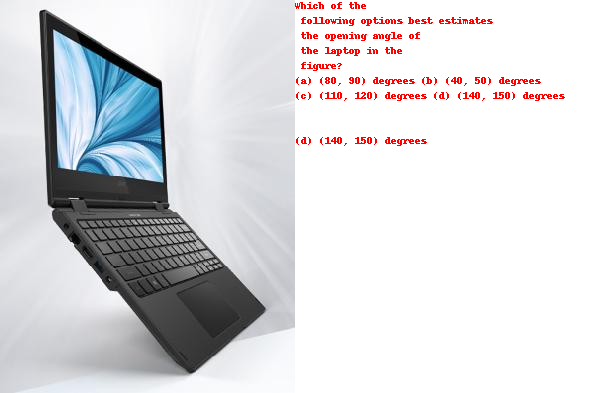 Which of the
following options best estimates
the opening angle of
the laptop in the
figure?
(a) (80, 90) degrees (b) (40, 50) degrees
(c) (110, 120) degrees (d) (140, 150) degrees
(d) (140, 150) degrees